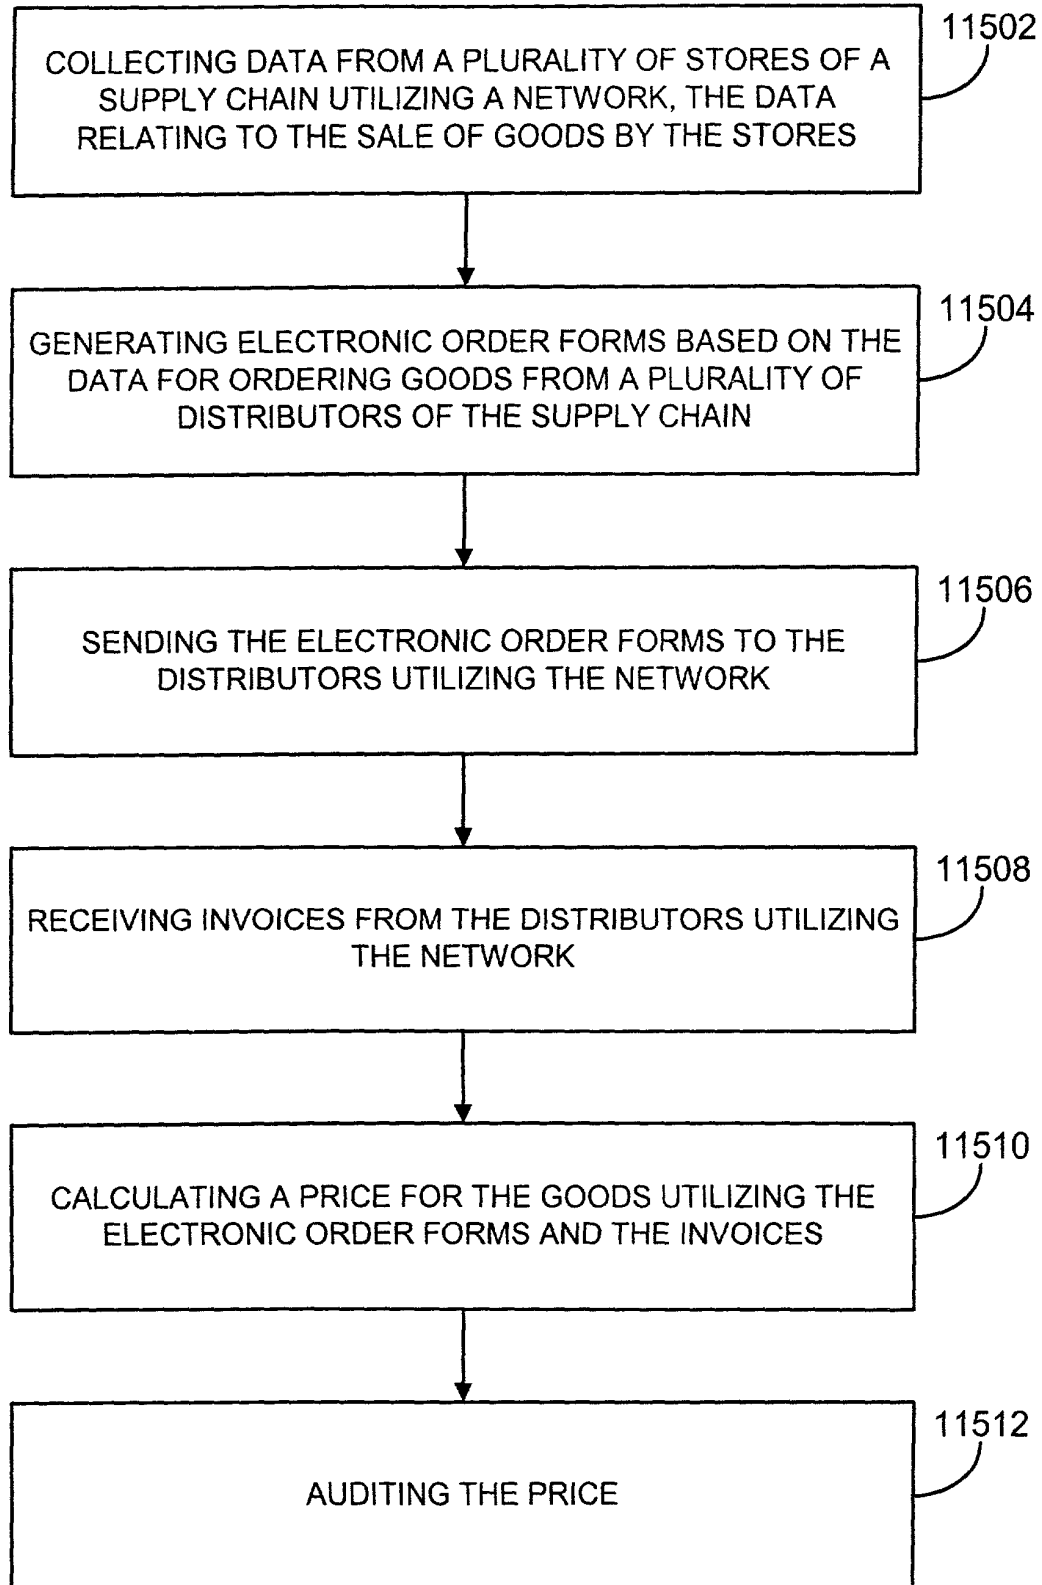 11502
COLLECTING DATA FROM A PLURALITY OF STORES OF A
SUPPLY CHAIN UTILIZING A NETWORK, THE DATA
RELATING TO THE SALE OF GOODS BY THE STORES
11504
GENERATING ELECTRONIC ORDER FORMS BASED ON THE
DATA FOR ORDERING GOODS FROM A PLURALITY OF
DISTRIBUTORS OF THE SUPPLY CHAIN
11506
SENDING THE ELECTRONIC ORDER FORMS TO THE
DISTRIBUTORS UTILIZING THE NETWORK
11508
RECEIVING INVOICES FROM THE DISTRIBUTORS UTILIZING
THE NETWORK
11510
CALCULATING A PRICE FOR THE GOODS UTILIZING THE
ELECTRONIC ORDER FORMS AND THE INVOICES
11512
AUDITING THE PRICE